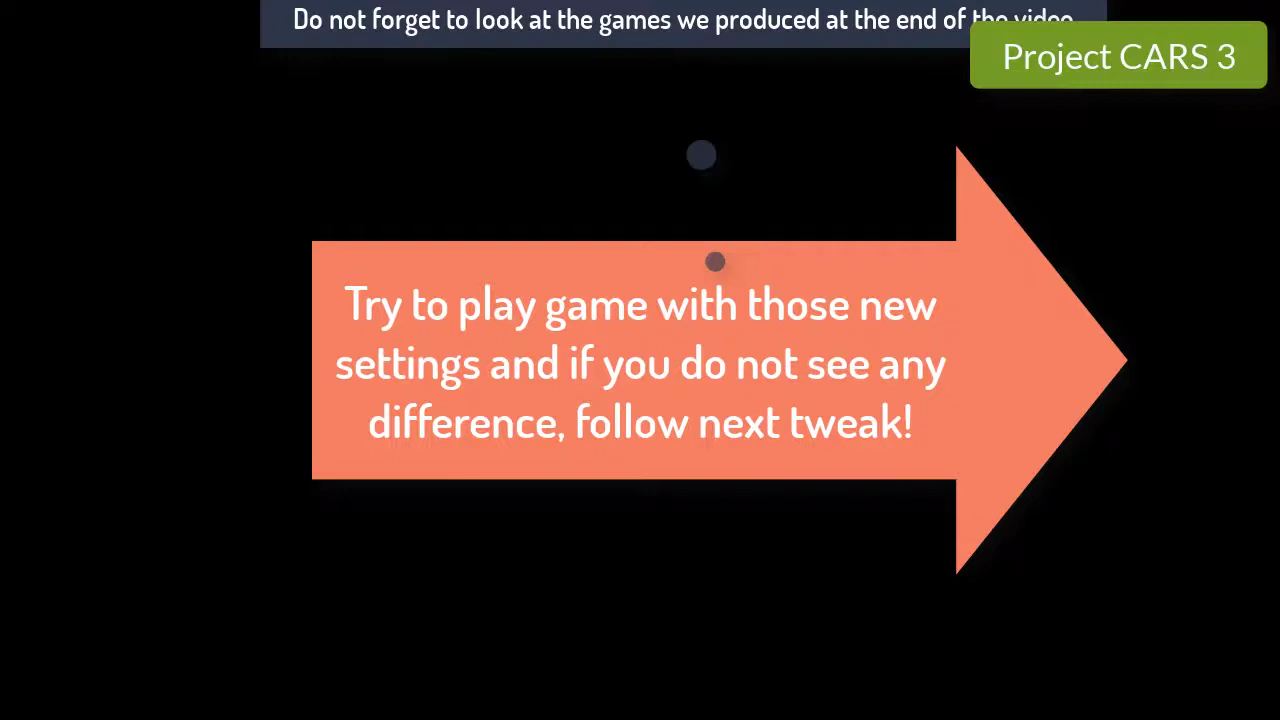 Do not forget to look at the games we produced at the end of the video
Project CARS 3
Try to play game with those new
settings and if you do not see any
difference, follow next tweak!